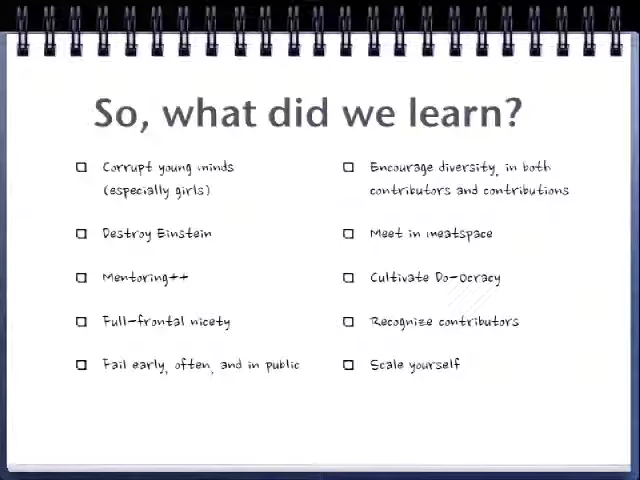 So, what did we learn?
Corrupt young minds
(especially girls)
Destroy Einstein
Mentoring++
Full-frontal nicety
Fail early, often, and in public
Encourage diversity, in both
contributors and contributions
Meet in meatspace
Cultivate Do-ocracy
Recognize contributors
Scale yourself